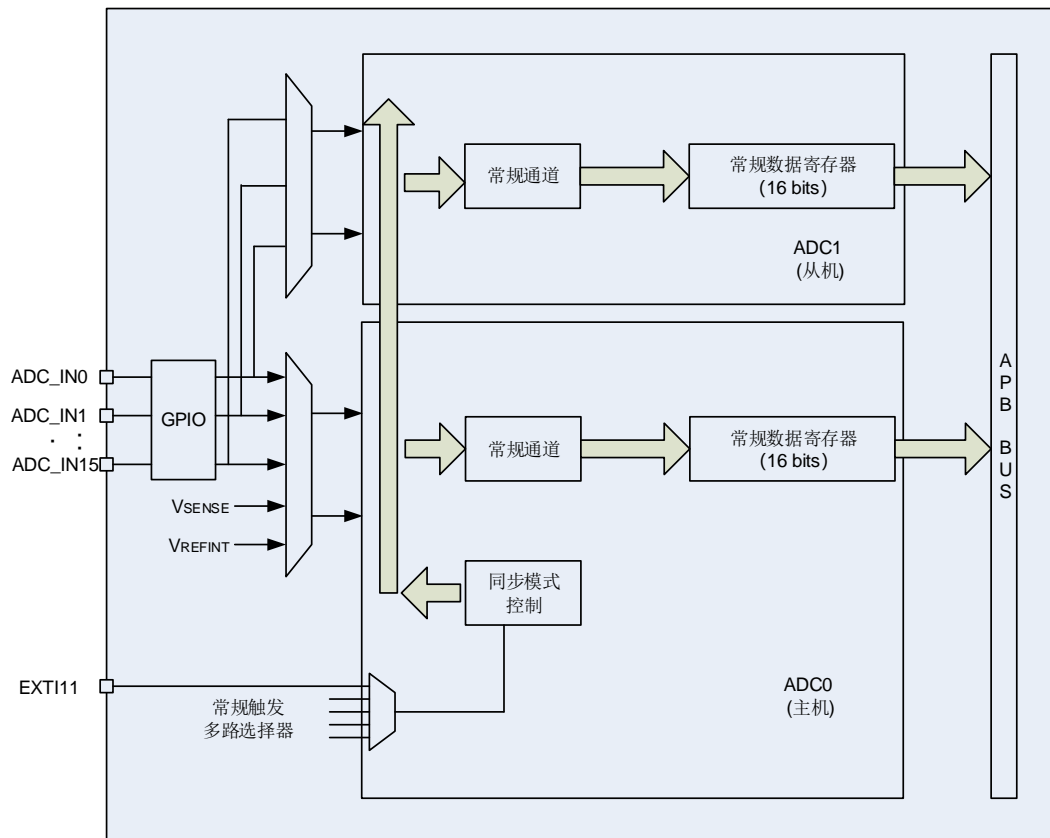 常规通道
常规数据寄存器
(16 bits)
ADC1
(从机)
ADC_IN0
ADC_IN1
. .
. .
ADC_IN15
GPIO
VSENSE
VREFINT
常规通道
常规数据寄存器
(16 bits)
同步模式
控制
EXTI11
常规触发
多路选择器
ADC0
(主机)
A
P
B
B
U
S